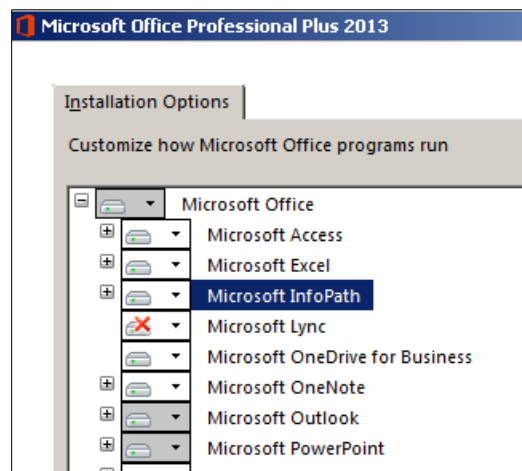 Microsoft Office Professional Plus 2013
Installation Options
Customize how Microsoft Office programs run
Microsoft Office
Microsoft Access
Microsoft Excel
Microsoft InfoPath
Microsoft Lync
Microsoft OneDrive for Business
Microsoft OneNote
Microsoft Outlook
Microsoft PowerPoint